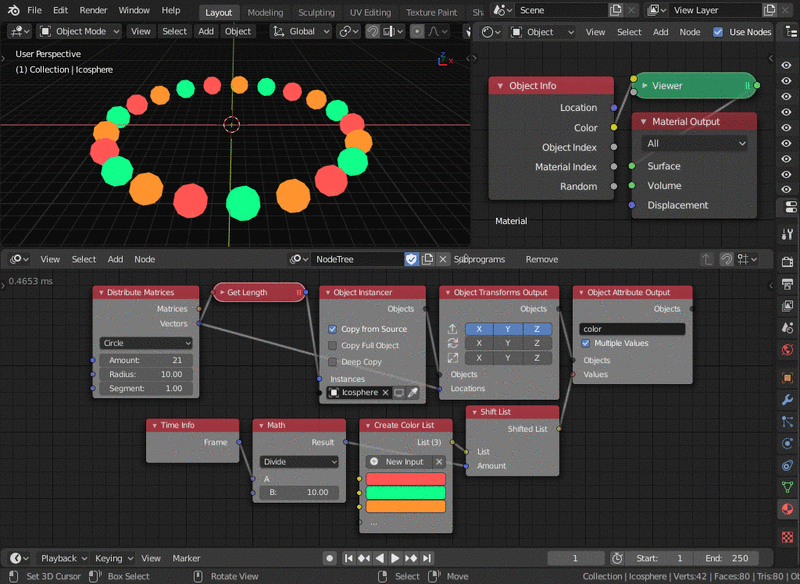 File Edit Render Window Help Layout Modeling Sculpting UV Editing Texture Paint Sh Scene View Layer
Object Mode View Select Add Object Global Object View Select Add Node Use Nodes
User Perspective
(1) Collection | Icosphere
Z
Object Info
Location
Color
Object Index
Material Index
Random
Viewer
Material Output
All
Surface
Volume
Displacement
Material
View Select Add Node NodeTree Subprograms Remove
0.4653 ms
Distribute Matrices
Matrices
Vectors
Circle
Amount: 21
Radius: 10.00
Segment: 1.00
Get Length
Object Instancer
Objects
Copy from Source
Copy Full Object
Deep Copy
Instances
Icosphere
Object Transforms Output
Objects
X Y Z
X Y Z
X Y Z
Objects
Locations
Object Attribute Output
Objects
color
Multiple Values
Objects
Values
Time Info
Frame
Math
Result
Divide
A
B: 10.00
Create Color List
List (3)
New Input
...
Shift List
Shifted List
List
Amount
Playback Keying View Marker 1 Start: 1 End: 250
Set 3D Cursor Box Select Rotate View Select Move Collection | Icosphere | Verts:42 | Faces:80 | Tris:80 | O